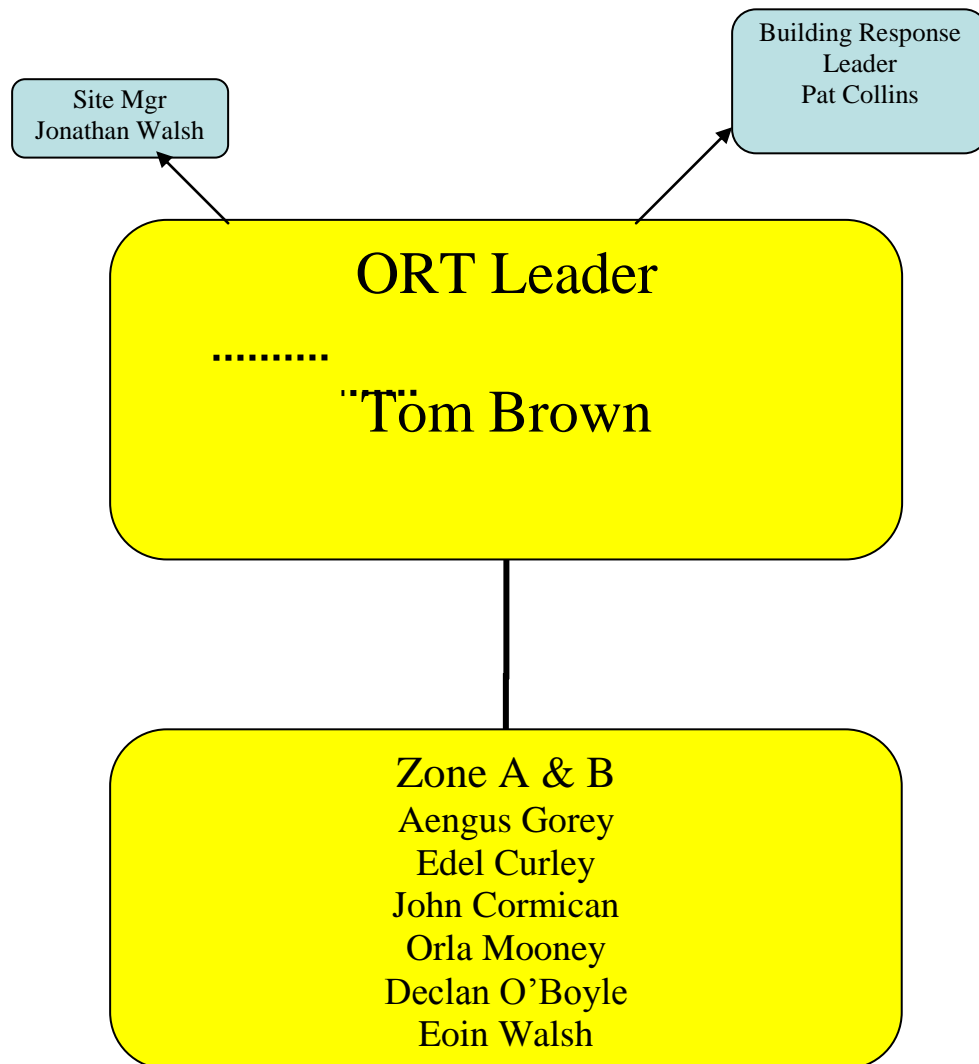 Building Response
Leader
Pat Collins
Site Mgr
Jonathan Walsh
ORT Leader
Tom Brown
Zone A & B
Aengus Gorey
Edel Curley
John Cormican
Orla Mooney
Declan O’Boyle
Eoin Walsh